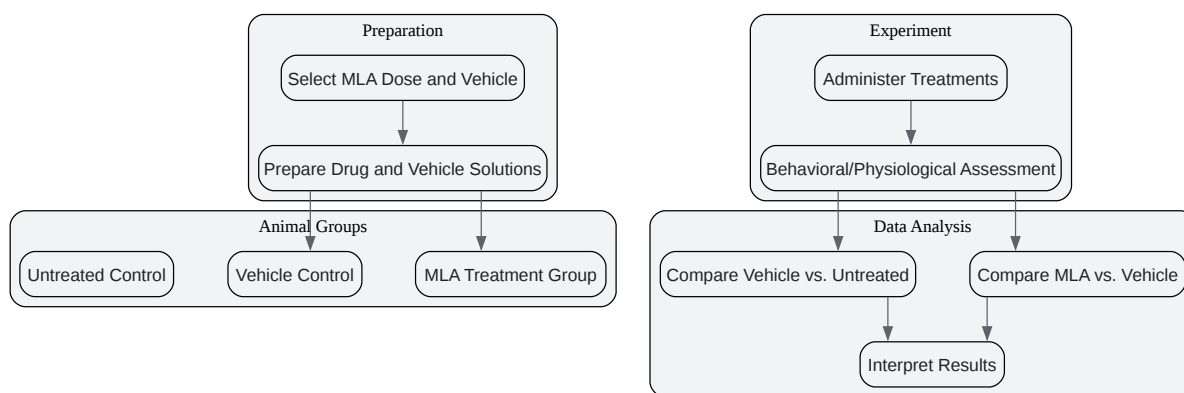 Preparation
Select MLA Dose and Vehicle
Prepare Drug and Vehicle Solutions
Animal Groups
Untreated Control
Vehicle Control
MLA Treatment Group
Experiment
Administer Treatments
Behavioral/Physiological Assessment
Data Analysis
Compare Vehicle vs. Untreated
Compare MLA vs. Vehicle
Interpret Results